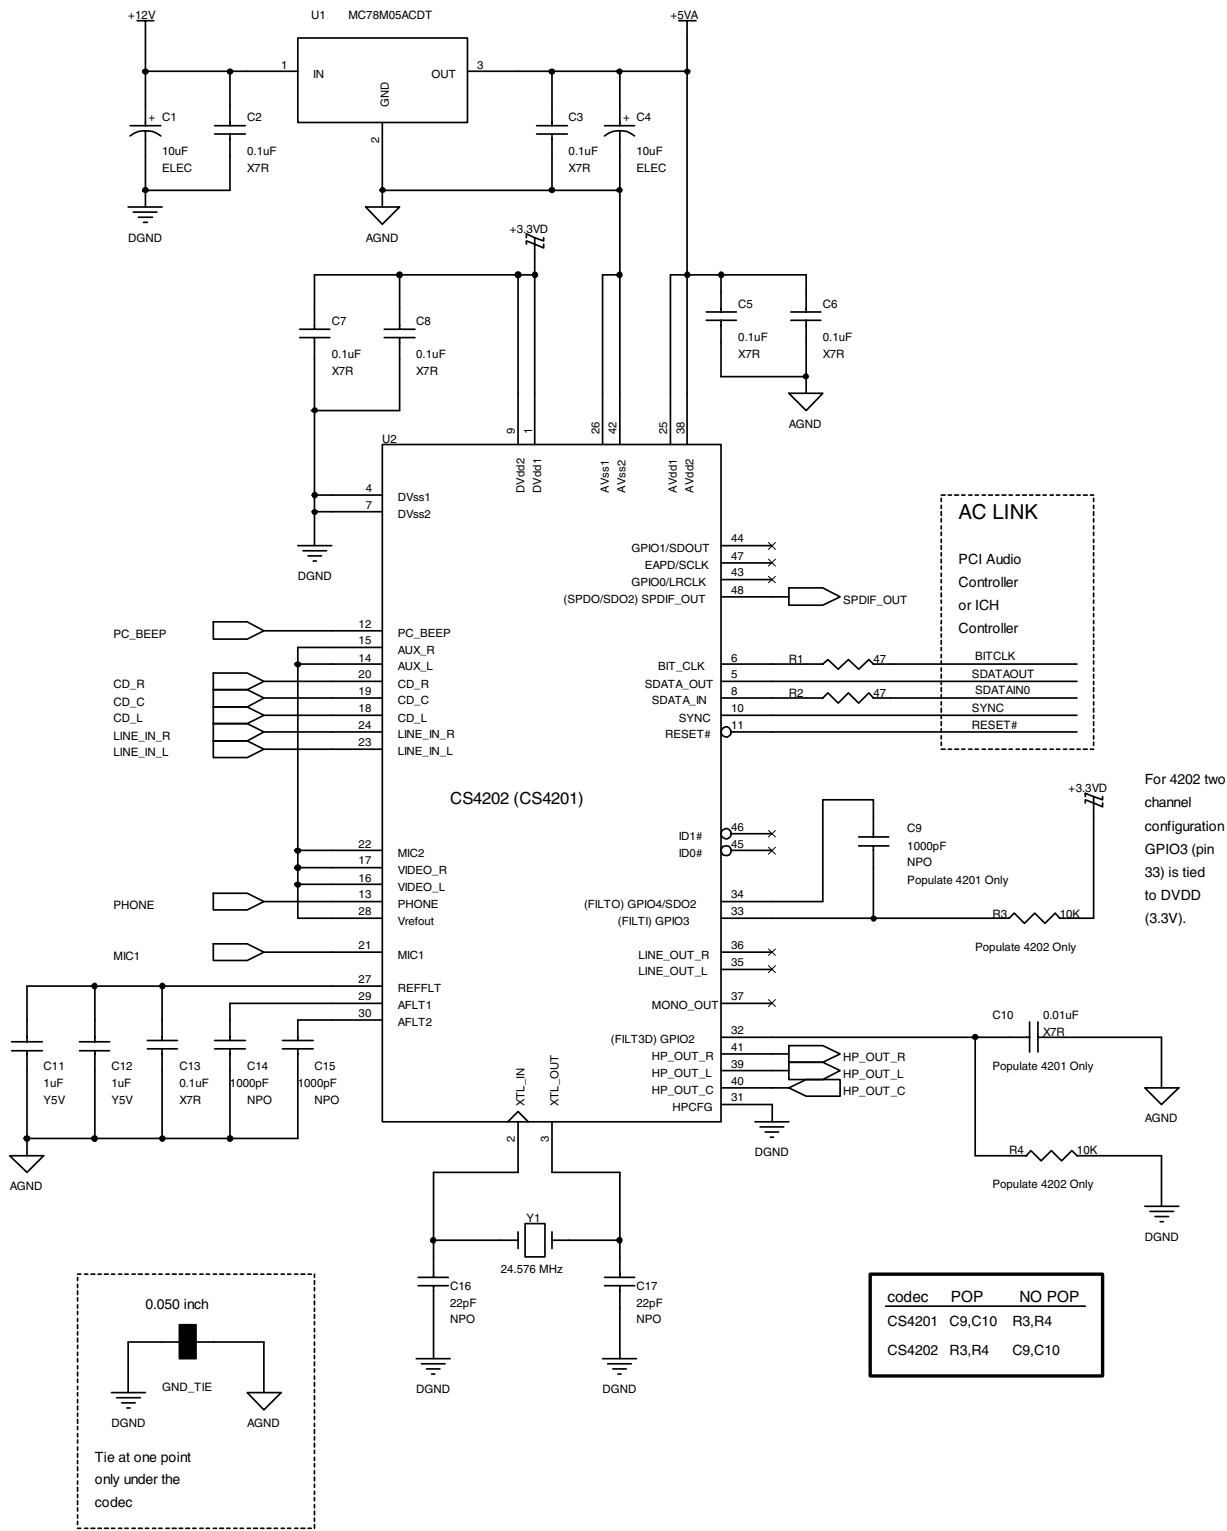 +12V
U1 MC78M05ACDT
+5VA
1
IN
OUT
3
GND
2
+
C1
10uF
ELEC
C2
0.1uF
X7R
C3
0.1uF
X7R
+
C4
10uF
ELEC
DGND
AGND
+3.3VD
C7
0.1uF
X7R
C8
0.1uF
X7R
C5
0.1uF
X7R
C6
0.1uF
X7R
AGND
U2
9
1
26
42
25
38
DVdd2
DVdd1
AVss1
AVss2
AVdd1
AVdd2
4 DVss1
7 DVss2
DGND
GPIO1/SDOUT 44
EAPD/SCLK 47
GPIO0/LRCLK 43
(SPDO/SDO2) SPDIF_OUT 48 SPDIF_OUT
AC LINK
PCI Audio
Controller
or ICH
Controller
PC_BEEP 12 PC_BEEP
15 AUX_R
14 AUX_L
CD_R 20 CD_R
CD_C 19 CD_C
CD_L 18 CD_L
LINE_IN_R 24 LINE_IN_R
LINE_IN_L 23 LINE_IN_L
BIT_CLK 6 R1 47 BITCLK
SDATA_OUT 5 SDATAOUT
SDATA_IN 8 R2 47 SDATAIN0
SYNC 10 SYNC
RESET# 11 RESET#
CS4202 (CS4201)
ID1# 46
ID0# 45
C9
1000pF
NPO
Populate 4201 Only
+3.3VD
For 4202 two
channel
configuration
GPIO3 (pin
33) is tied
to DVDD
(3.3V).
22 MIC2
17 VIDEO_R
16 VIDEO_L
PHONE 13 PHONE
28 Vrefout
MIC1 21 MIC1
(FILTO) GPIO4/SDO2 34
(FILTI) GPIO3 33
R3 10K
Populate 4202 Only
LINE_OUT_R 36
LINE_OUT_L 35
MONO_OUT 37
27 REFFLT
29 AFLT1
30 AFLT2
(FILT3D) GPIO2 32
HP_OUT_R 41 HP_OUT_R
HP_OUT_L 39 HP_OUT_L
HP_OUT_C 40 HP_OUT_C
HPCFG 31
DGND
C10 0.01uF
X7R
Populate 4201 Only
AGND
R4 10K
Populate 4202 Only
DGND
C11
1uF
Y5V
C12
1uF
Y5V
C13
0.1uF
X7R
C14
1000pF
NPO
C15
1000pF
NPO
AGND
XTL_IN
XTL_OUT
2
3
Y1
24.576 MHz
C16
22pF
NPO
C17
22pF
NPO
DGND
DGND
0.050 inch
GND_TIE
DGND
AGND
Tie at one point
only under the
codec
codec POP NO POP
CS4201 C9,C10 R3,R4
CS4202 R3,R4 C9,C10